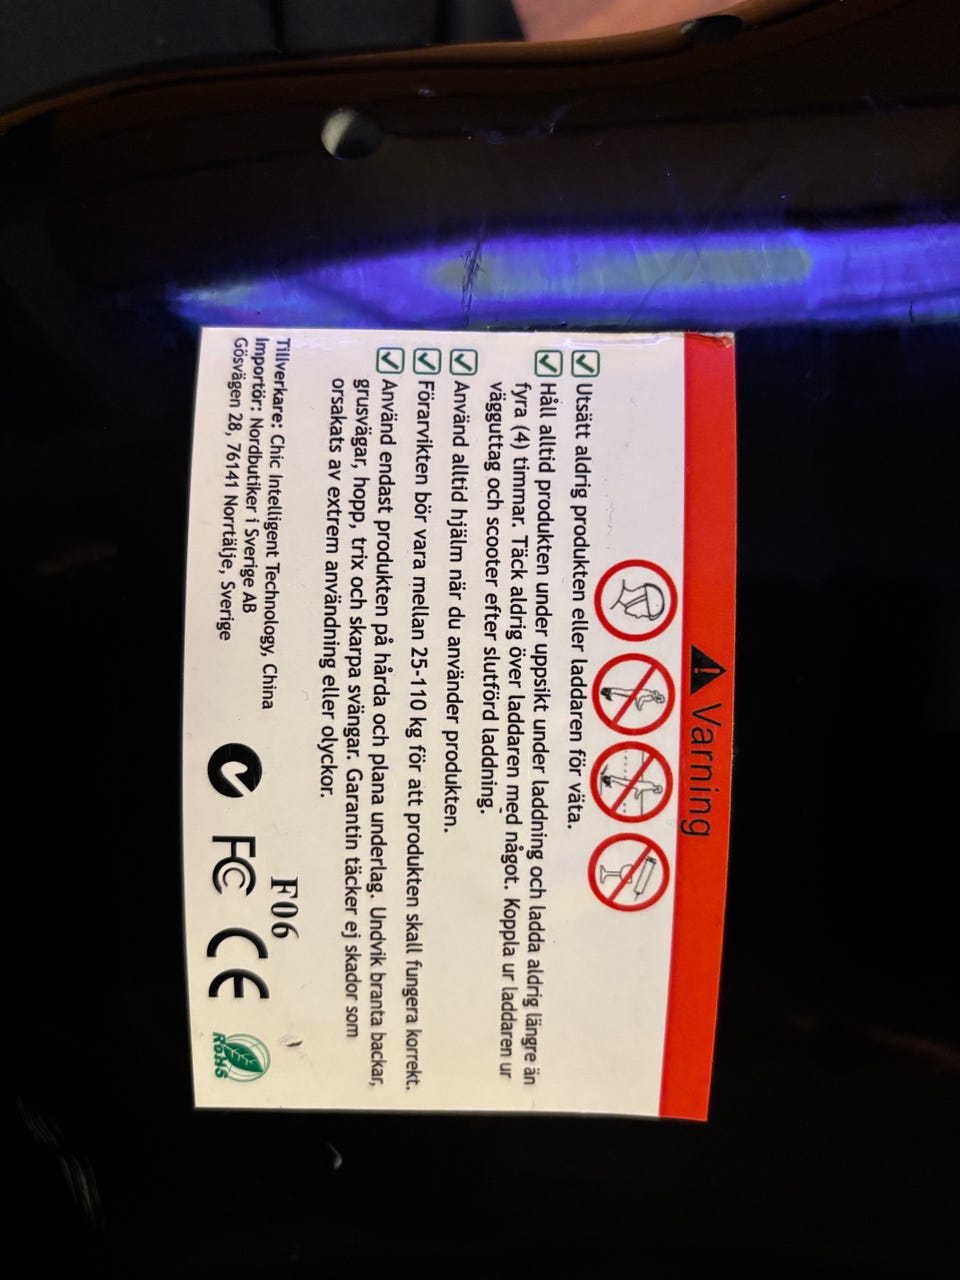 Varning
Utsätt aldrig produkten eller laddaren för väta.
Håll alltid produkten under uppsikt under laddning och ladda aldrig längre än
fyra (4) timmar. Täck aldrig över laddaren med något. Koppla ur laddaren ur
vägguttag och scooter efter slutförd laddning.
Använd alltid hjälm när du använder produkten.
Förarvikten bör vara mellan 25-110 kg för att produkten skall fungera korrekt.
Använd endast produkten på hårda och plana underlag. Undvik branta backar,
grusvägar, hopp, trix och skarpa svängar. Garantin täcker ej skador som
orsakats av extrem användning eller olyckor.
Tillverkare: Chic Intelligent Technology, China
Importör: Nordbutiker i Sverige AB
Gösvägen 28, 76141 Norrtälje, Sverige
F06
FC CE RoHS